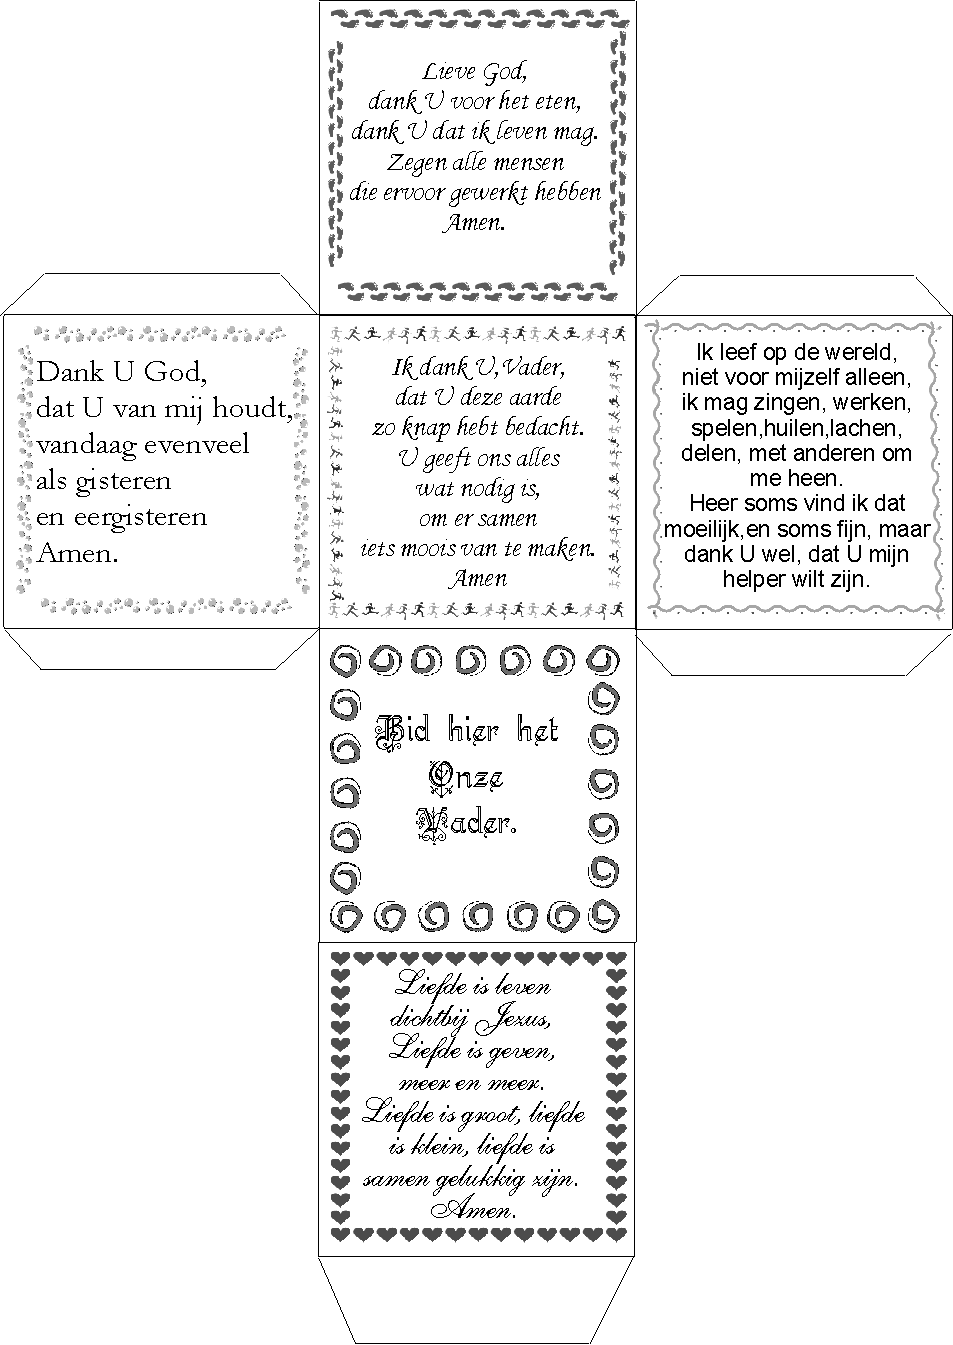 Lieve God,
dank U voor het eten,
dank U dat ik leven mag.
Zegen alle mensen
die ervoor gewerkt hebben
Amen.
Dank U God,
dat U van mij houdt,
vandaag evenveel
als gisteren
en eergisteren
Amen.
Ik dank U,Vader,
dat U deze aarde
zo knap hebt bedacht.
U geeft ons alles
wat nodig is,
om er samen
iets moois van te maken.
Amen
Ik leef op de wereld,
niet voor mijzelf alleen,
ik mag zingen, werken,
spelen,huilen,lachen,
delen, met anderen om
me heen.
Heer soms vind ik dat
moeilijk,en soms fijn, maar
dank U wel, dat U mijn
helper wilt zijn.
Bid hier het
Onze
Vader.
Liefde is leven
dichtbij Jezus,
Liefde is geven,
meer en meer.
Liefde is groot, liefde
is klein, liefde is
samen gelukkig zijn.
Amen.